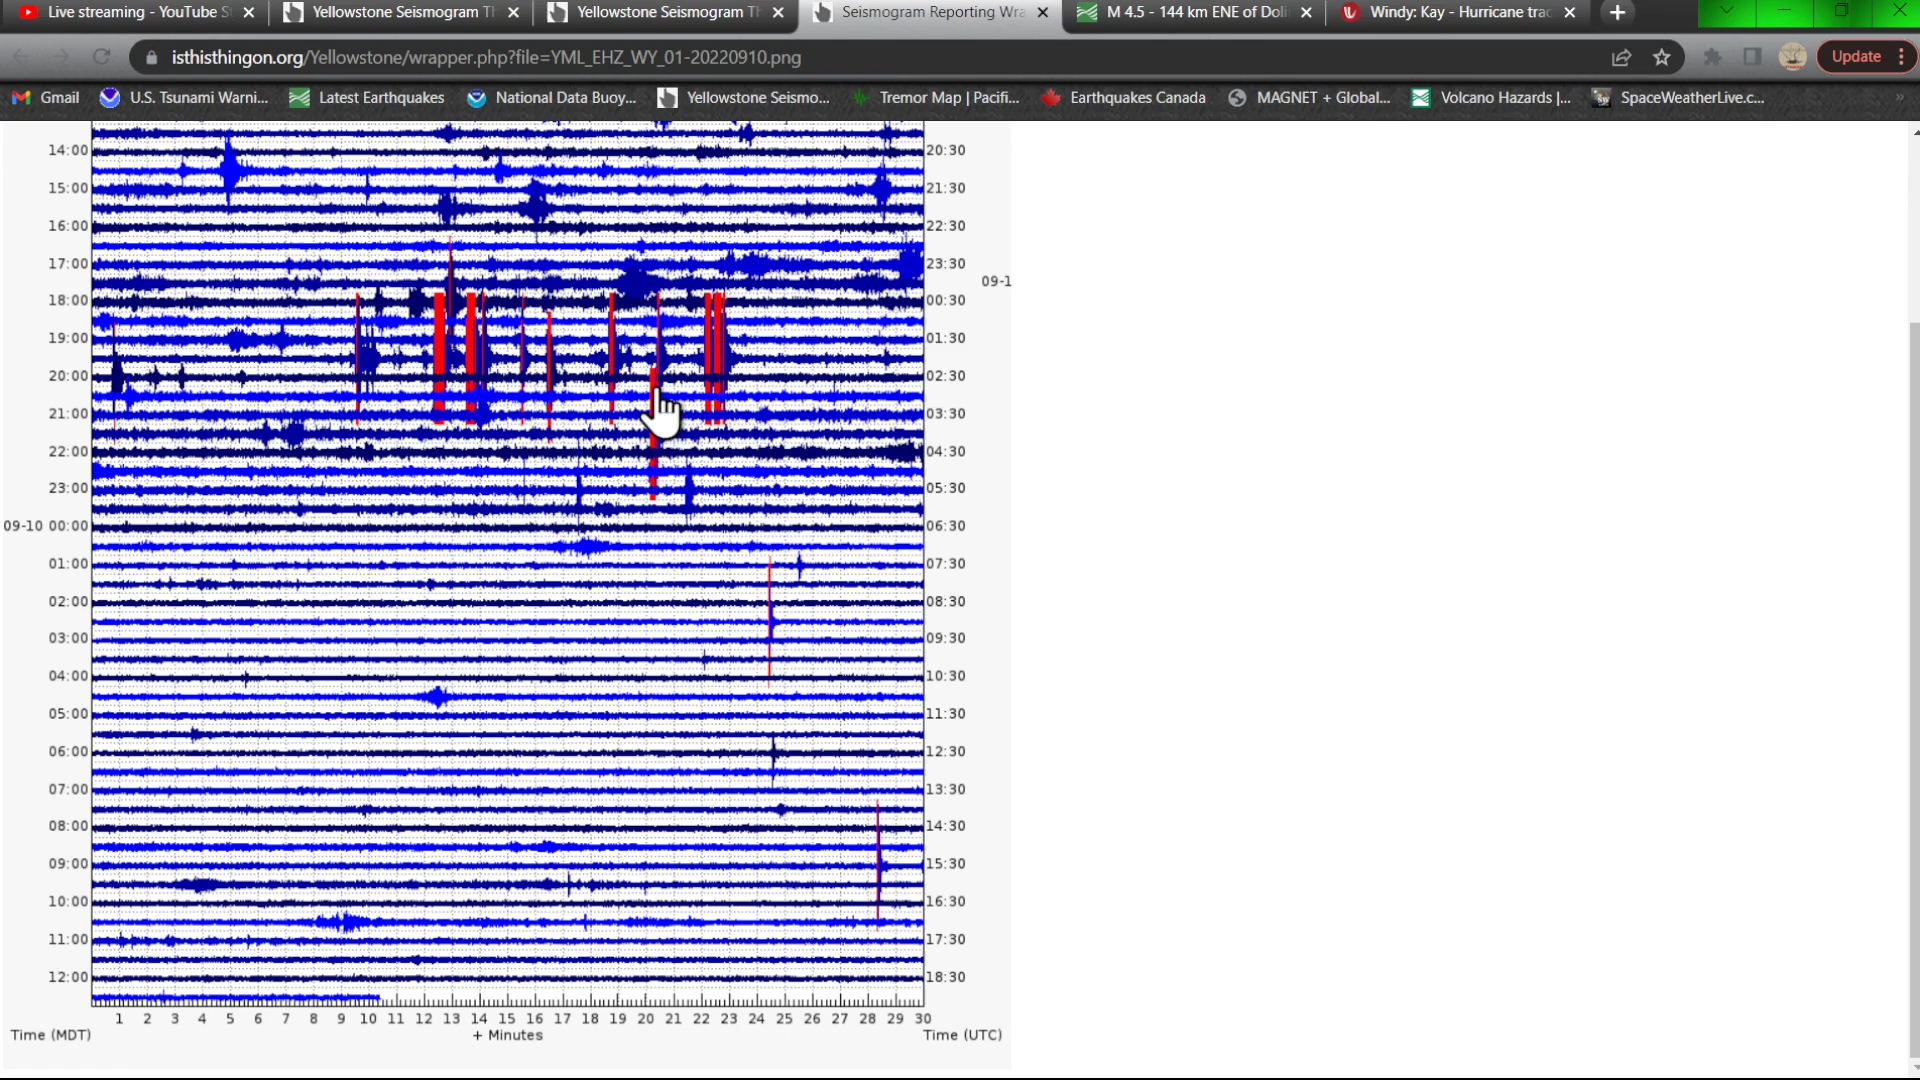 Live streaming - YouTube S
Yellowstone Seismogram Th
Yellowstone Seismogram Th
Seismogram Reporting Wra
M 4.5 - 144 km ENE of Doli
Windy: Kay - Hurricane trac
isthisthingon.org/Yellowstone/wrapper.php?file=YML_EHZ_WY_01-20220910.png
Update
Gmail
U.S. Tsunami Warni...
Latest Earthquakes
National Data Buoy...
Yellowstone Seismo...
Tremor Map | Pacifi...
Earthquakes Canada
MAGNET + Global...
Volcano Hazards |...
SpaceWeatherLive.c...
14:00 20:30
15:00 21:30
16:00 22:30
17:00 23:30
09-1
18:00 00:30
19:00 01:30
20:00 02:30
21:00 03:30
22:00 04:30
23:00 05:30
09-10 00:00 06:30
01:00 07:30
02:00 08:30
03:00 09:30
04:00 10:30
05:00 11:30
06:00 12:30
07:00 13:30
08:00 14:30
09:00 15:30
10:00 16:30
11:00 17:30
12:00 18:30
1 2 3 4 5 6 7 8 9 10 11 12 13 14 15 16 17 18 19 20 21 22 23 24 25 26 27 28 29 30
Time (MDT) + Minutes Time (UTC)